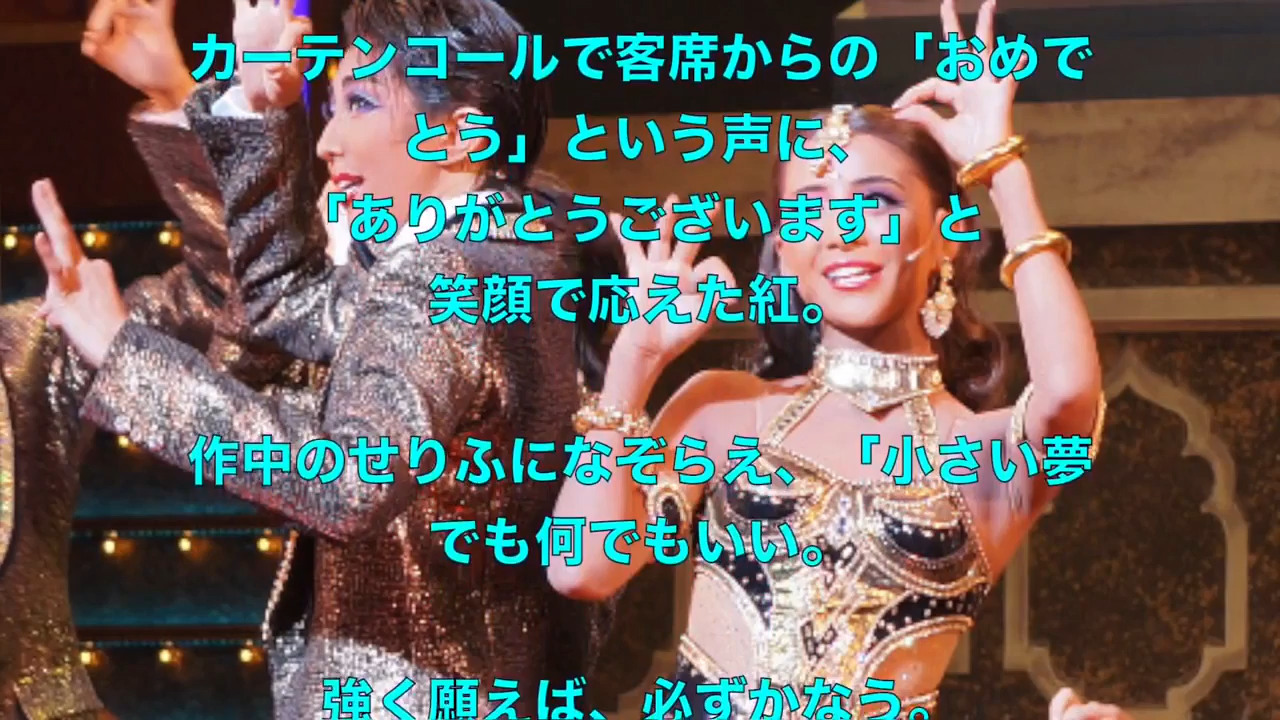 カーテンコールで客席からの「おめで
とう」という声に、
「ありがとうございます」と
笑顔で応えた紅。
作中のせりふになぞらえ、「小さい夢
でも何でもいい。
強く願えば、必ずかなう。